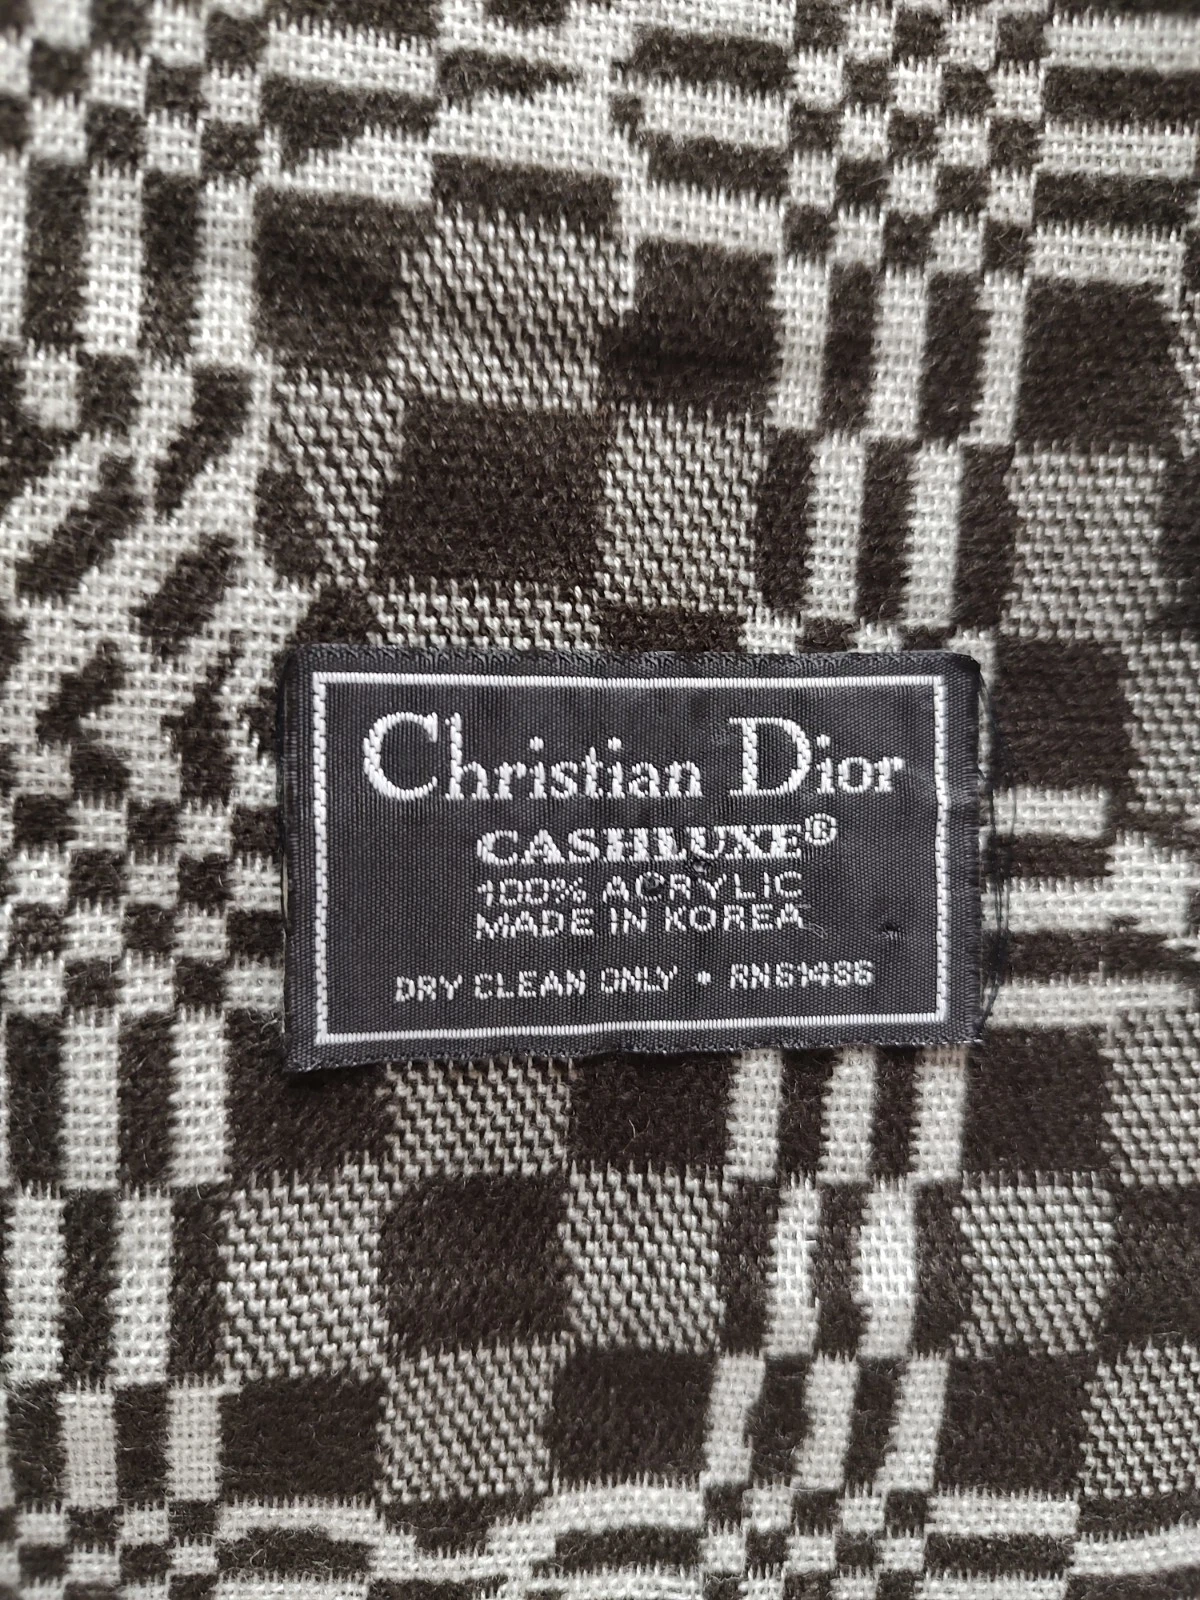 Christian Dior
CASHLUXE®
100% ACRYLIC
MADE IN KOREA
DRY CLEAN ONLY • RN61486